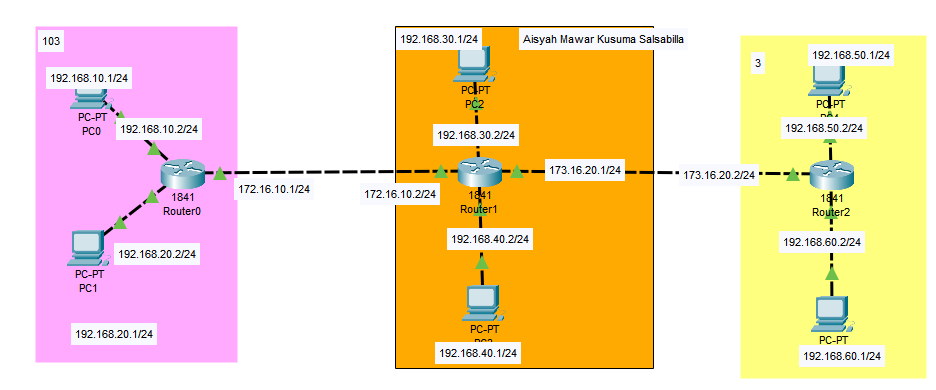 103
192.168.10.1/24
PC-PT
PC0
192.168.10.2/24
1841
Router0
172.16.10.1/24
192.168.20.2/24
PC-PT
PC1
192.168.20.1/24
192.168.30.1/24
Aisyah Mawar Kusuma Salsabilla
PC-PT
PC2
192.168.30.2/24
173.16.20.1/24
172.16.10.2/24
1841
Router1
192.168.40.2/24
PC-PT
192.168.40.1/24
3
192.168.50.1/24
PC-PT
192.168.50.2/24
173.16.20.2/24
1841
Router2
192.168.60.2/24
PC-PT
192.168.60.1/24